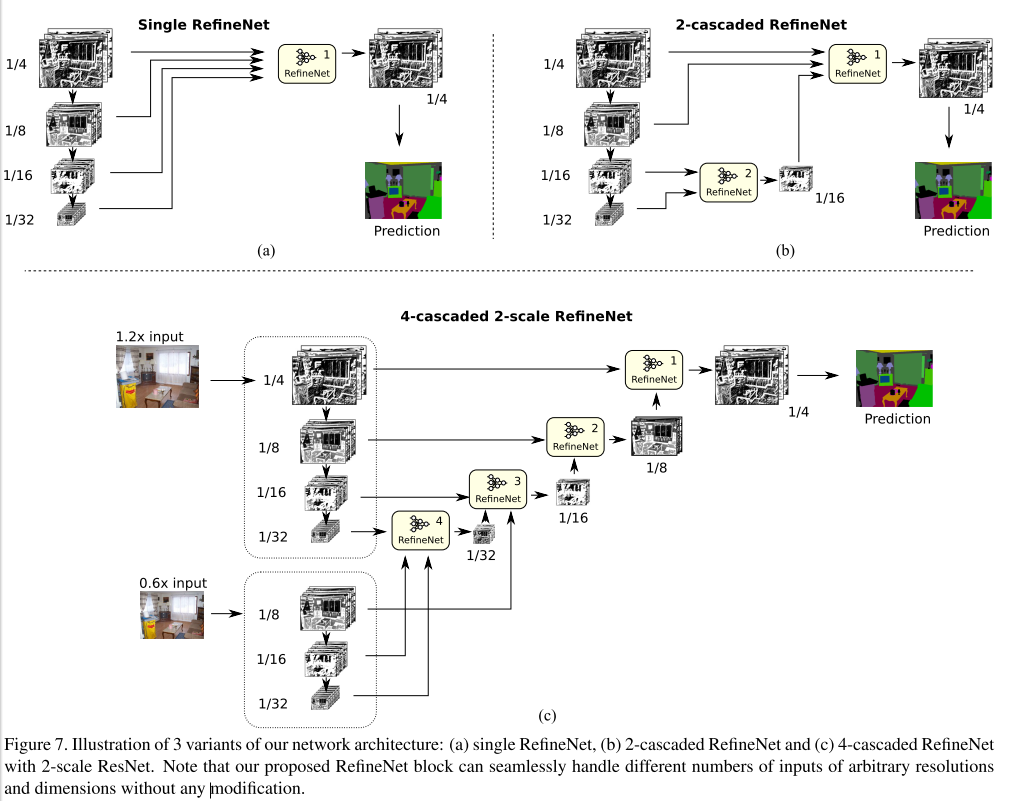 Single RefineNet
1/4
1
RefineNet
1/4
1/8
1/16
1/32
Prediction
(a)
2-cascaded RefineNet
1/4
1
RefineNet
1/4
1/8
1/16
2
RefineNet
1/16
1/32
Prediction
(b)
4-cascaded 2-scale RefineNet
1.2x input
1/4
1
RefineNet
1/4
Prediction
1/8
2
RefineNet
1/8
1/16
3
RefineNet
1/16
1/32
4
RefineNet
1/32
0.6x input
1/8
1/16
1/32
(c)
Figure 7. Illustration of 3 variants of our network architecture: (a) single RefineNet, (b) 2-cascaded RefineNet and (c) 4-cascaded RefineNet
with 2-scale ResNet. Note that our proposed RefineNet block can seamlessly handle different numbers of inputs of arbitrary resolutions
and dimensions without any modification.